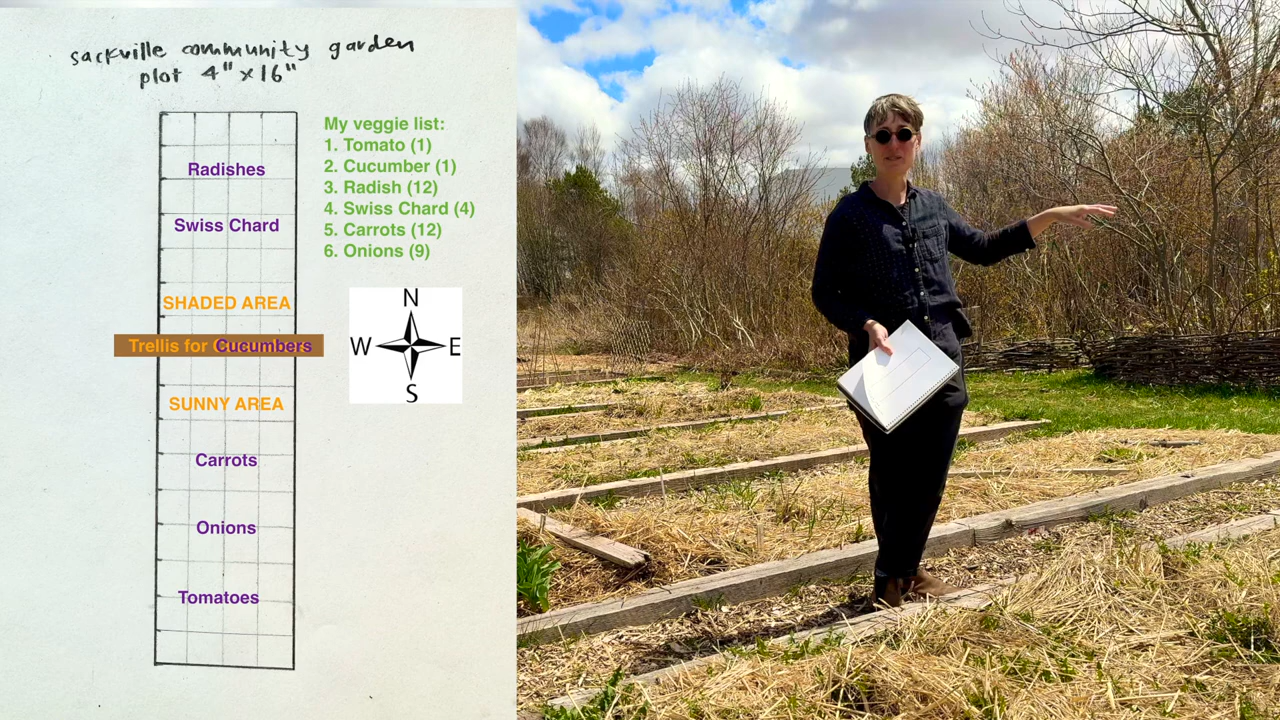 sackville community garden
plot 4" x 16"
Radishes
Swiss Chard
SHADED AREA
Trellis for Cucumbers
SUNNY AREA
Carrots
Onions
Tomatoes
My veggie list:
1. Tomato (1)
2. Cucumber (1)
3. Radish (12)
4. Swiss Chard (4)
5. Carrots (12)
6. Onions (9)
N
W E
S